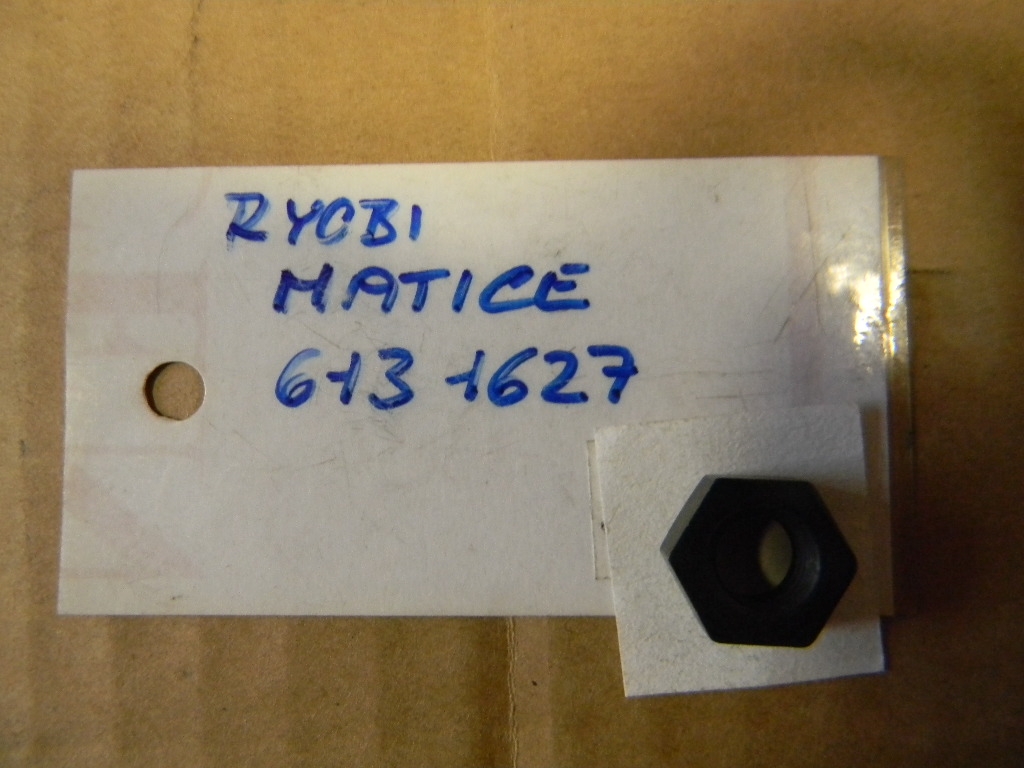 RYOBI
MATICE
613 1627